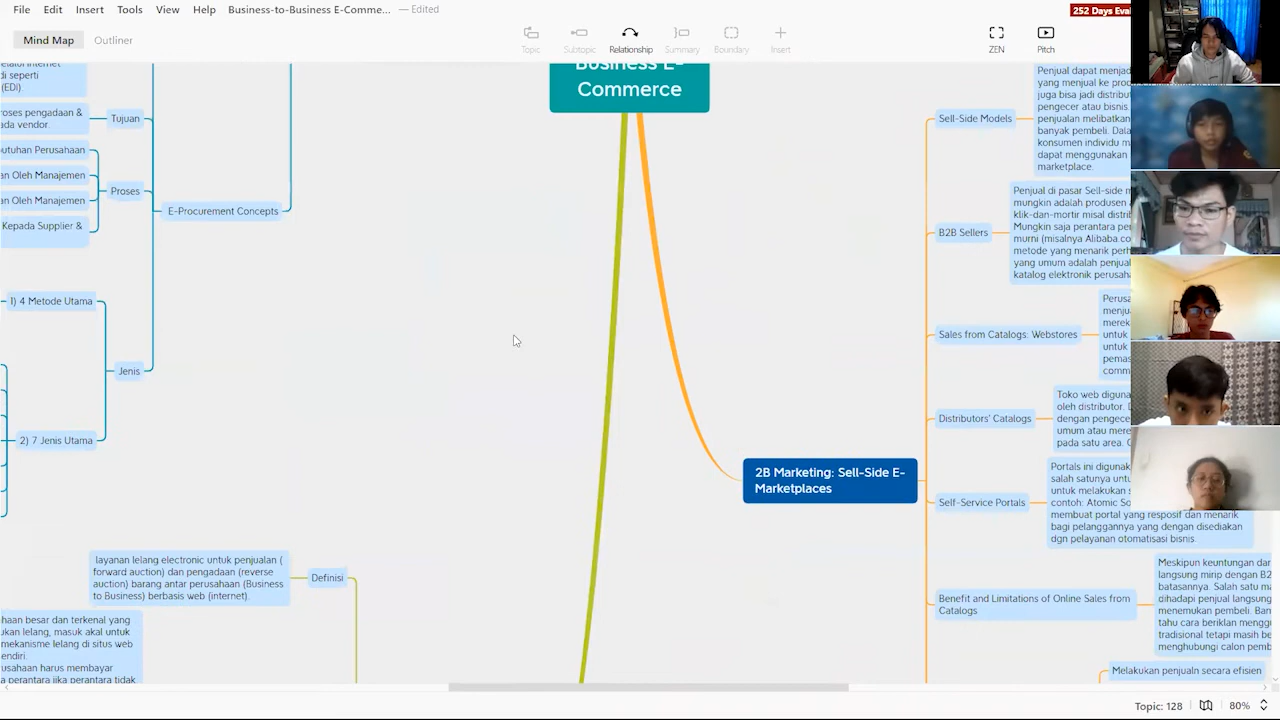 File Edit Insert Tools View Help Business-to-Business E-Comme... — Edited
252 Days
Mind Map Outliner
Topic Subtopic Relationship Summary Boundary Insert ZEN Pitch
Business E-
Commerce
di seperti
(EDI)
roses pengadaan &
ada vendor.
Tujuan
outuhan Perusahaan
an Oleh Manajemen
an Oleh Manajemen
Kepada Supplier &
Proses
E-Procurement Concepts
1) 4 Metode Utama
Jenis
2) 7 Jenis Utama
layanan lelang electronic untuk penjualan (
forward auction) dan pengadaan (reverse
auction) barang antar perusahaan (Business
to Business) berbasis web (internet).
Definisi
haan besar dan terkenal yang
ukan lelang, masuk akal untuk
mekanisme lelang di situs web
endiri.
usahaan harus membayar
a perantara jika perantara tidak
2B Marketing: Sell-Side E-
Marketplaces
Sell-Side Models
Penjual dapat menjad
yang menjual ke
juga bisa jadi distribut
pengecer atau bisnis.
penjualan melibatkan
banyak pembeli. Dala
konsumen individu m
dapat menggunakan
marketplace.
B2B Sellers
Penjual di pasar Sell-side m
mungkin adalah produsen a
klik-dan-mortir misal distrib
Mungkin saja perantara pe
murni (misalnya Alibaba.co
metode yang menarik perh
yang umum adalah penjual
katalog elektronik perusaha
Sales from Catalogs: Webstores
Perusa
menjua
merek
untuk
untuk
pemas
comm
Distributors' Catalogs
Toko web diguna
oleh distributor. D
dengan pengece
umum atau mere
pada satu area. C
Self-Service Portals
Portals ini digunak
salah satunya untu
untuk melakukan s
contoh: Atomic So
membuat portal yang resposif dan menarik
bagi pelanggannya yang dengan disediakan
dgn pelayanan otomatisasi bisnis.
Benefit and Limitations of Online Sales from
Catalogs
Meskipun keuntungan dar
langsung mirip dengan B2
batasannya. Salah satu ma
dihadapi penjual langsung
menemukan pembeli. Ban
tahu cara beriklan menggu
tradisional tetapi masih be
menghubungi calon pemb
Melakukan penjualn secara efisien
Topic: 128 80%